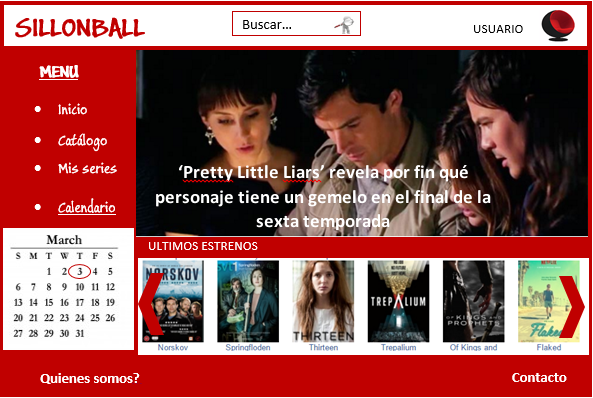 SILLONBALL
Buscar...
USUARIO
MENU
Inicio
Catálogo
Mis series
Calendario
‘Pretty Little Liars’ revela por fin qué
personaje tiene un gemelo en el final de la
sexta temporada
March
S M T W T F S
1 2 3 4 5
6 7 8 9 10 11 12
13 14 15 16 17 18 19
20 21 22 23 24 25 26
27 28 29 30 31
ULTIMOS ESTRENOS
NORSKOV
THIRTEEN
TREPALIUM
OF KINGS AND
PROPHETS
NETFLIX
Flaked
Norskov
Springfloden
Thirteen
Trepalium
Of Kings and
Flaked
Quienes somos?
Contacto